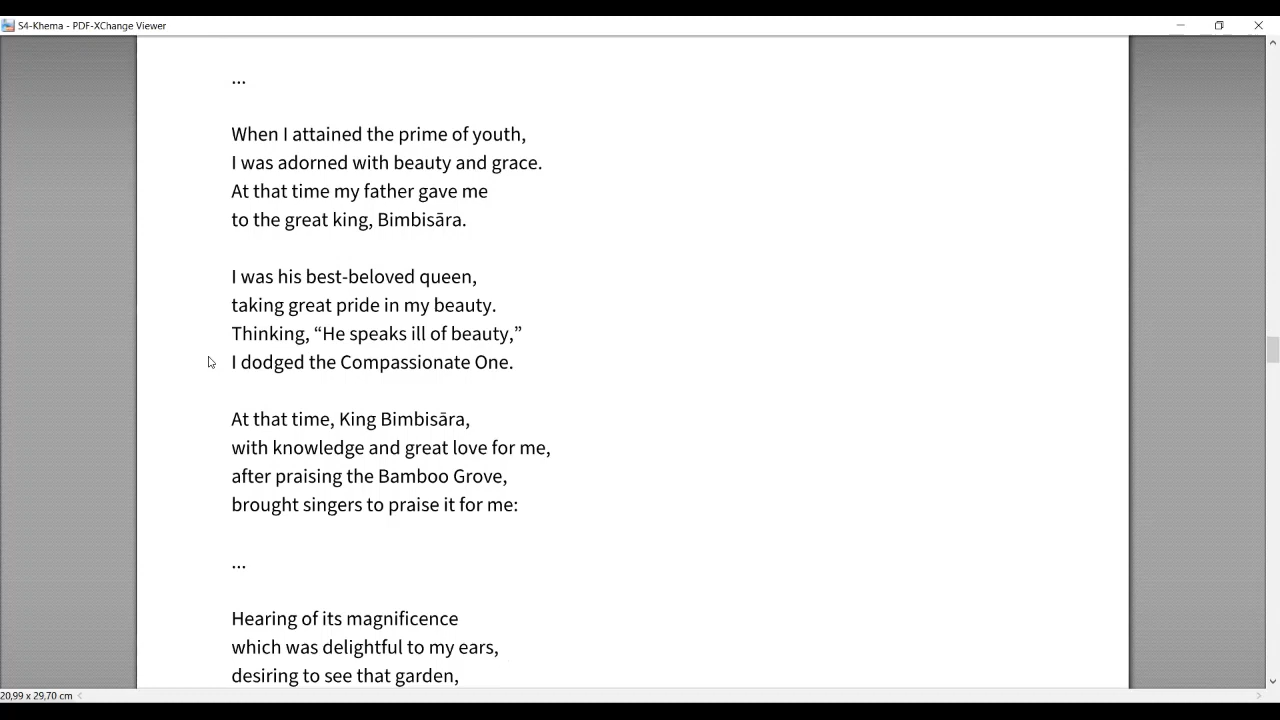 S4-Khema - PDF-XChange Viewer
...
When I attained the prime of youth,
I was adorned with beauty and grace.
At that time my father gave me
to the great king, Bimbisāra.
I was his best-beloved queen,
taking great pride in my beauty.
Thinking, “He speaks ill of beauty,”
I dodged the Compassionate One.
At that time, King Bimbisāra,
with knowledge and great love for me,
after praising the Bamboo Grove,
brought singers to praise it for me:
...
Hearing of its magnificence
which was delightful to my ears,
desiring to see that garden,
20,99 x 29,70 cm